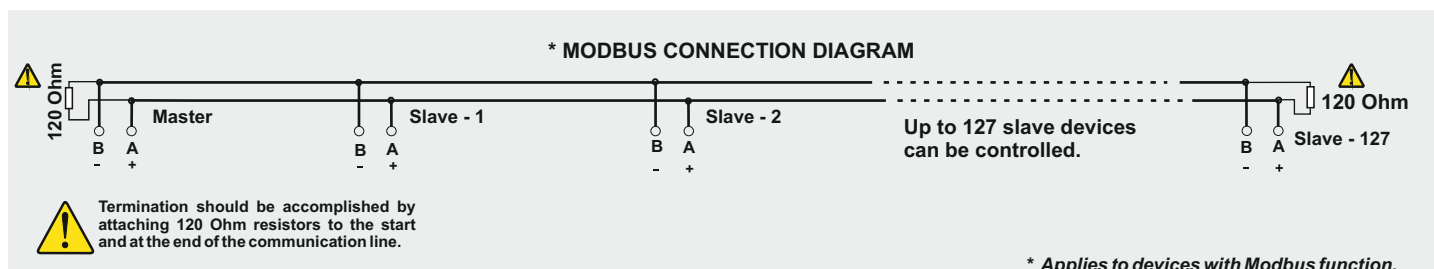 * MODBUS CONNECTION DIAGRAM
120 Ohm
B
-
A
+
Master
B
-
A
+
Slave - 1
B
-
A
+
Slave - 2
Up to 127 slave devices
can be controlled.
B
-
A
+
Slave - 127
120 Ohm
Termination should be accomplished by
attaching 120 Ohm resistors to the start
and at the end of the communication line.
* Applies to devices with Modbus function.